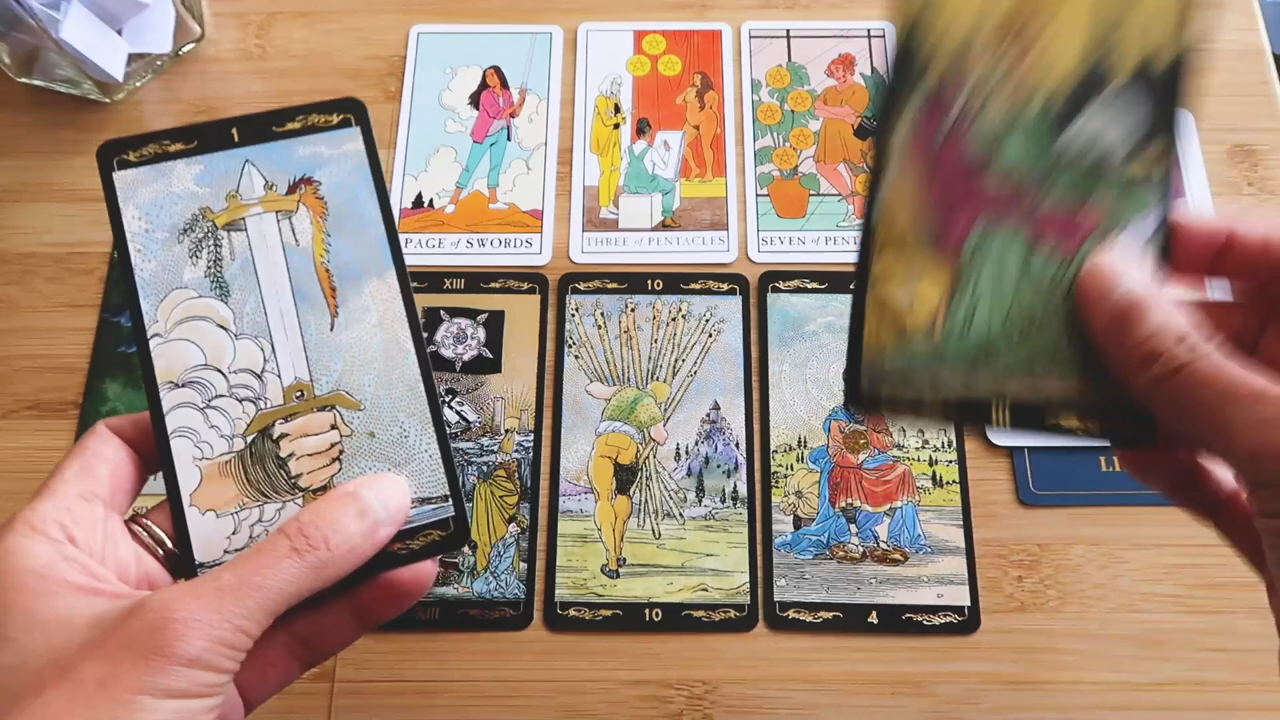 1
PAGE of SWORDS
THREE of PENTACLES
SEVEN of PENT
XIII
10
XIII
10
4
LI